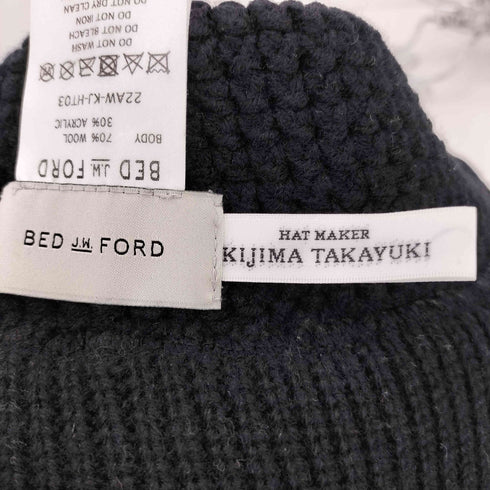 BED J.W. FORD
BODY
70% WOOL
30% ACRYLIC
22AW-KJ-HT03
DO NOT WASH
DO NOT BLEACH
DO NOT IRON
DO NOT DRY CLEAN
BED J.W. FORD
HAT MAKER
KIJIMA TAKAYUKI